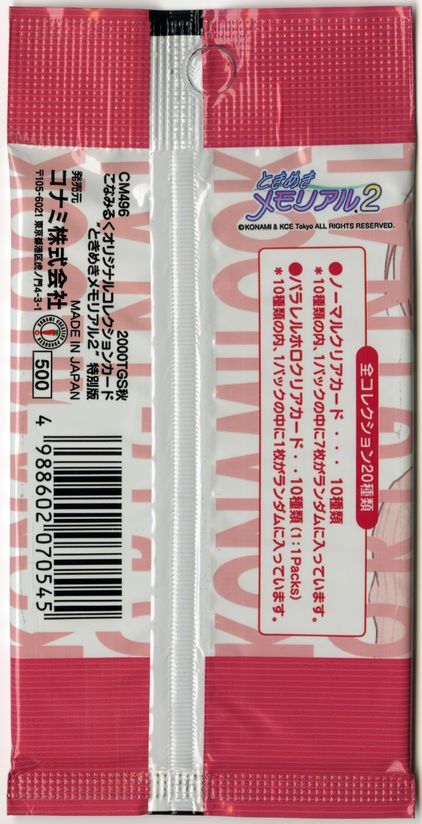 ときめき
メモリアル2
©KONAMI & KCE Tokyo ALL RIGHTS RESERVED.
全コレクション20種類
●ノーマルクリアカード・・・・10種類
＊10種類の内、1パックの中に7枚がランダムに入っています。
●パラレルホロクリアカード・・10種類(1:1Packs)
＊10種類の内、1パックの中に1枚がランダムに入っています。
CM496 2000TGS秋
こなみるくオリジナルコレクションカード
"ときめきメモリアル2" 特別版
発売元
コナミ株式会社
〒105-6021 東京都港区虎ノ門4-3-1
MADE IN JAPAN
500
4 988602 070545
KONAMILOOK